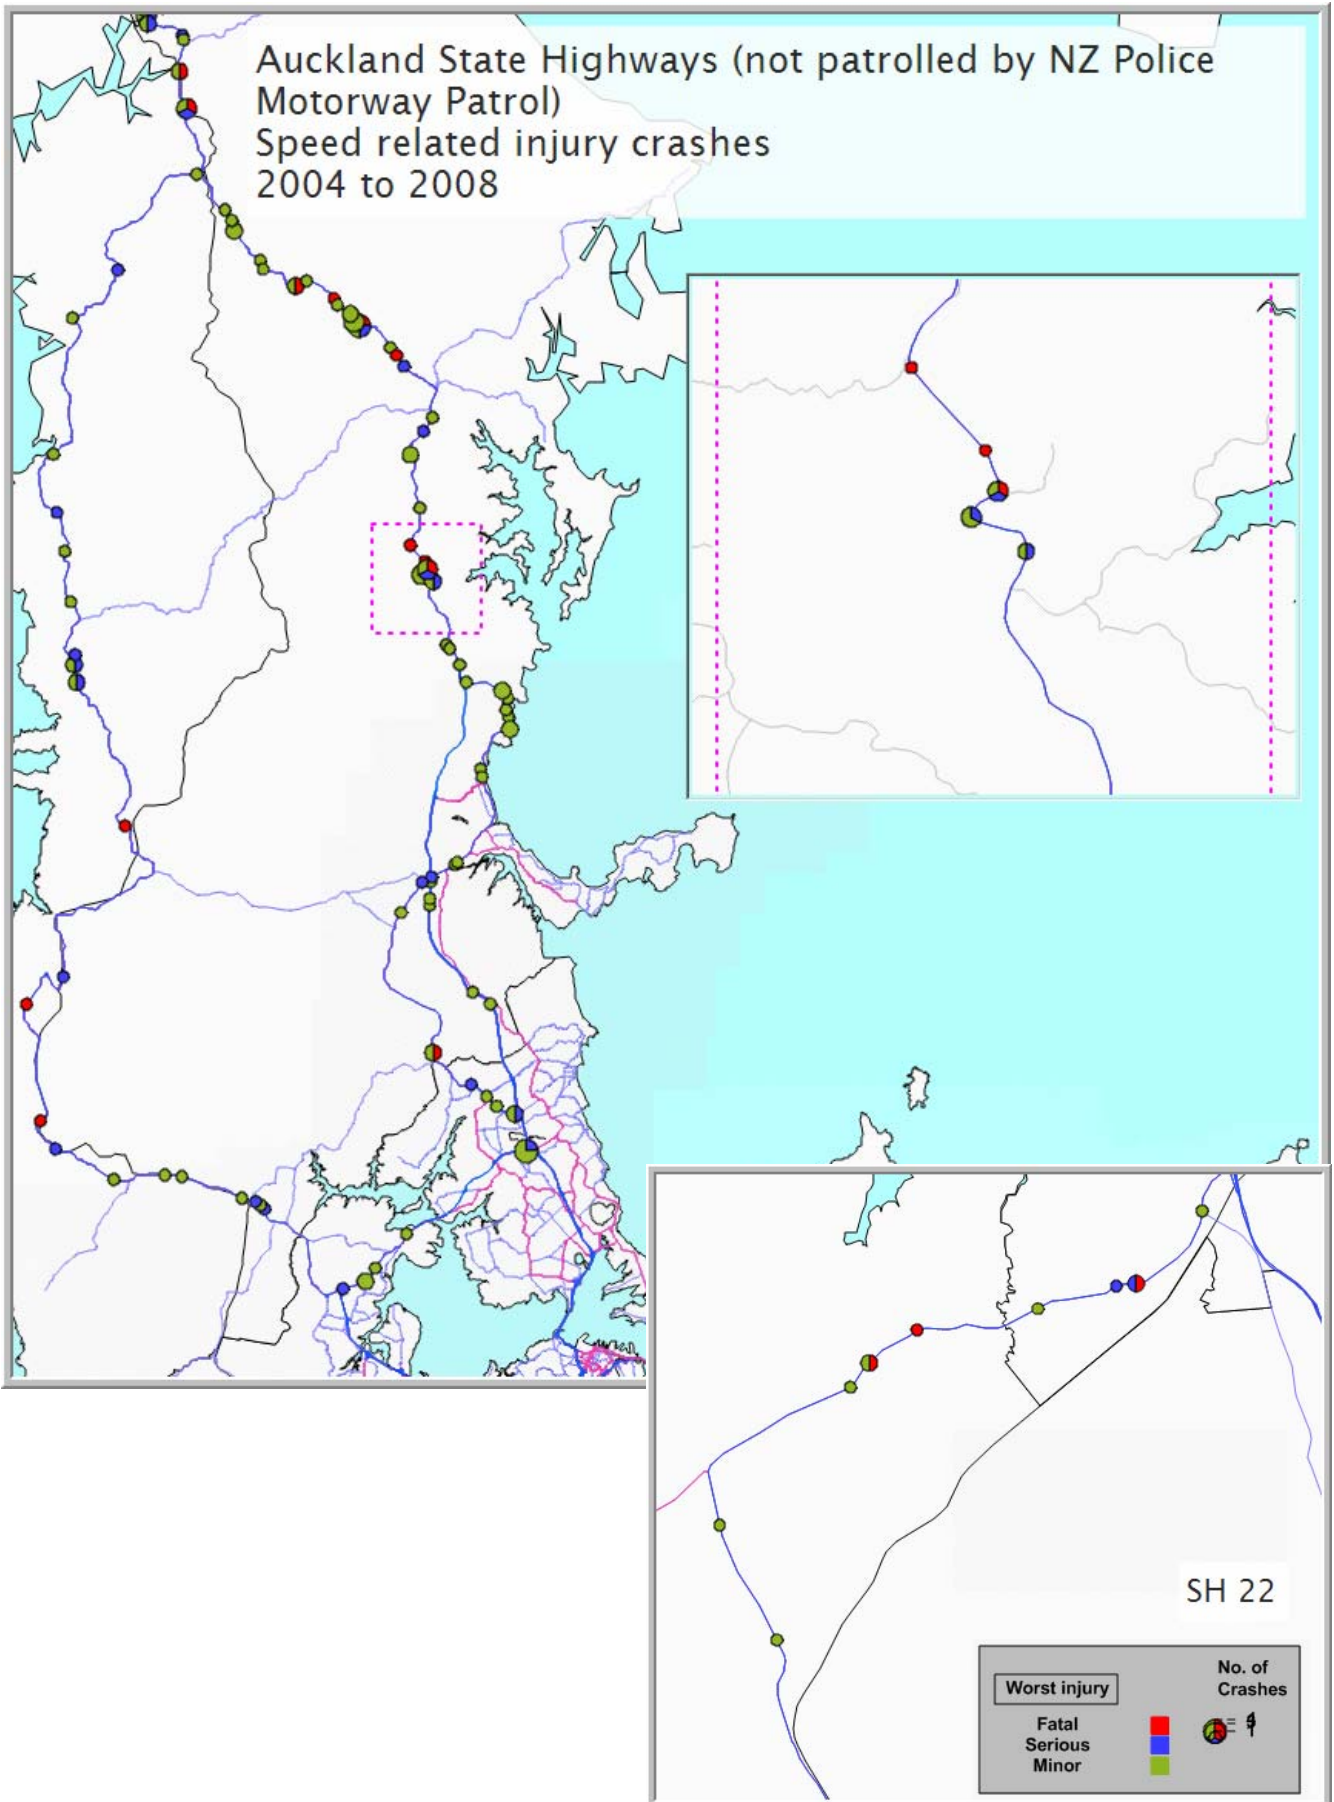 Auckland State Highways (not patrolled by NZ Police
Motorway Patrol)
Speed related injury crashes
2004 to 2008
SH 22
No. of
Crashes
Worst injury
Fatal
Serious
Minor